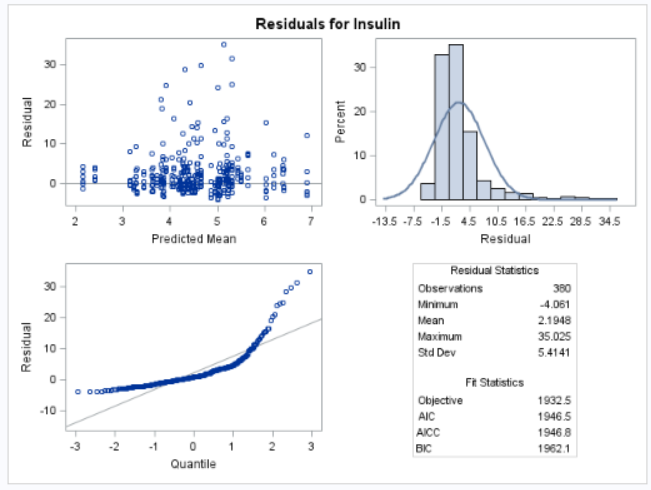 Residuals for Insulin
30
20
10
0
Residual
2 3 4 5 6 7
Predicted Mean
30
20
10
0
Percent
-13.5 -7.5 -1.5 4.5 10.5 16.5 22.5 28.5 34.5
Residual
30
20
10
0
-10
Residual
-3 -2 -1 0 1 2 3
Quantile
Residual Statistics
Observations 380
Minimum -4.061
Mean 2.1948
Maximum 35.025
Std Dev 5.4141
Fit Statistics
Objective 1932.5
AIC 1946.5
AICC 1946.8
BIC 1962.1